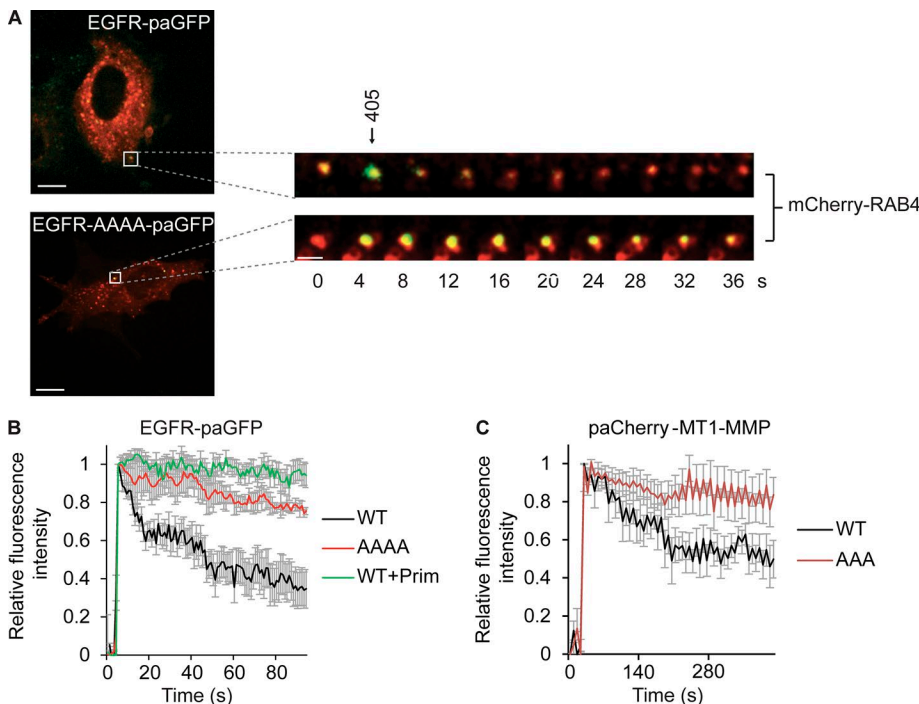 A
EGFR-paGFP
405
mCherry-RAB4
EGFR-AAAA-paGFP
0 4 8 12 16 20 24 28 32 36 s
B
EGFR-paGFP
Relative fluorescence
intensity
1
0.8
0.6
0.4
0.2
0
0 20 40 60 80
Time (s)
WT
AAAA
WT+Prim
C
paCherry-MT1-MMP
Relative fluorescence
intensity
1
0.8
0.6
0.4
0.2
0
0 140 280
Time (s)
WT
AAA